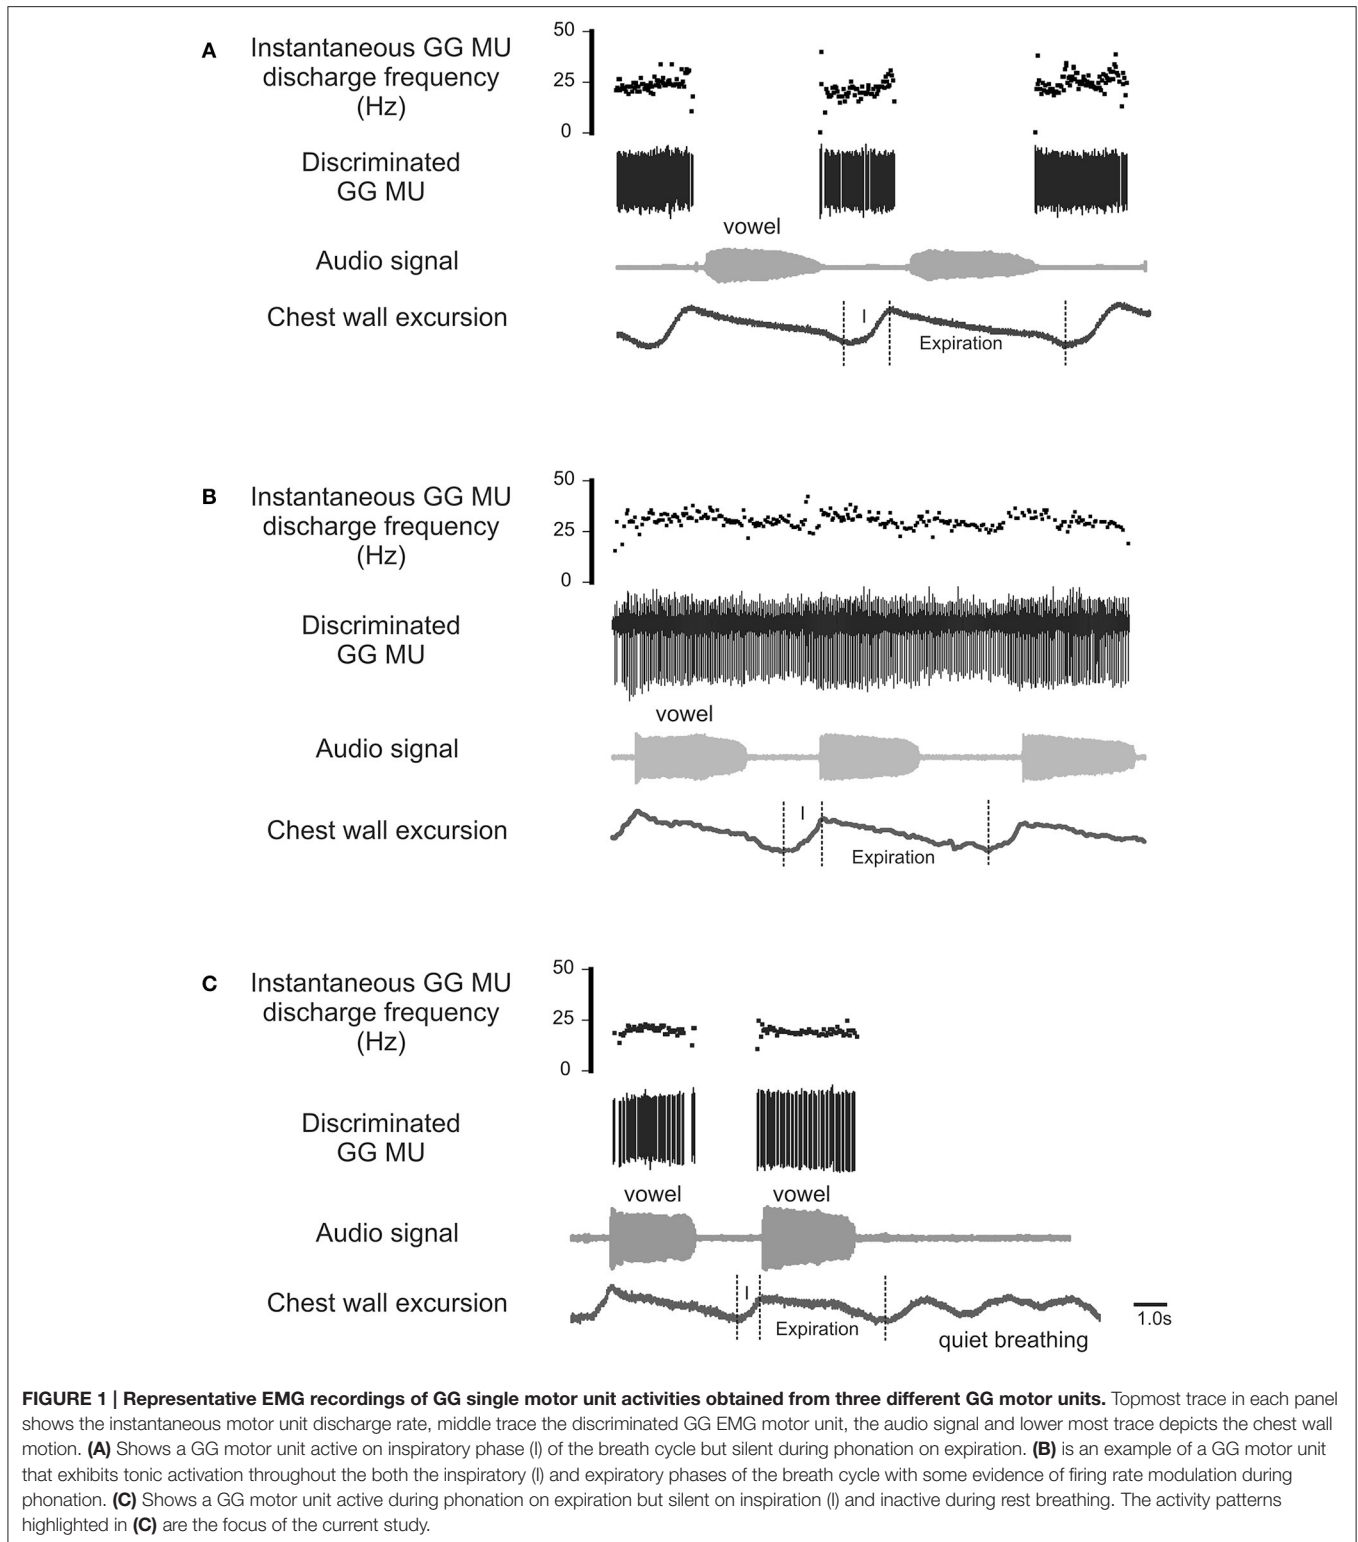 A
Instantaneous GG MU
discharge frequency
(Hz)
50
25
0
Discriminated
GG MU
vowel
Audio signal
Chest wall excursion
I
Expiration
B
Instantaneous GG MU
discharge frequency
(Hz)
50
25
0
Discriminated
GG MU
vowel
Audio signal
Chest wall excursion
I
Expiration
C
Instantaneous GG MU
discharge frequency
(Hz)
50
25
0
Discriminated
GG MU
vowel vowel
Audio signal
Chest wall excursion
I
Expiration
quiet breathing
1.0s
FIGURE 1 | Representative EMG recordings of GG single motor unit activities obtained from three different GG motor units. Topmost trace in each panel
shows the instantaneous motor unit discharge rate, middle trace the discriminated GG EMG motor unit, the audio signal and lower most trace depicts the chest wall
motion. (A) Shows a GG motor unit active on inspiratory phase (I) of the breath cycle but silent during phonation on expiration. (B) is an example of a GG motor unit
that exhibits tonic activation throughout the both the inspiratory (I) and expiratory phases of the breath cycle with some evidence of firing rate modulation during
phonation. (C) Shows a GG motor unit active during phonation on expiration but silent on inspiration (I) and inactive during rest breathing. The activity patterns
highlighted in (C) are the focus of the current study.